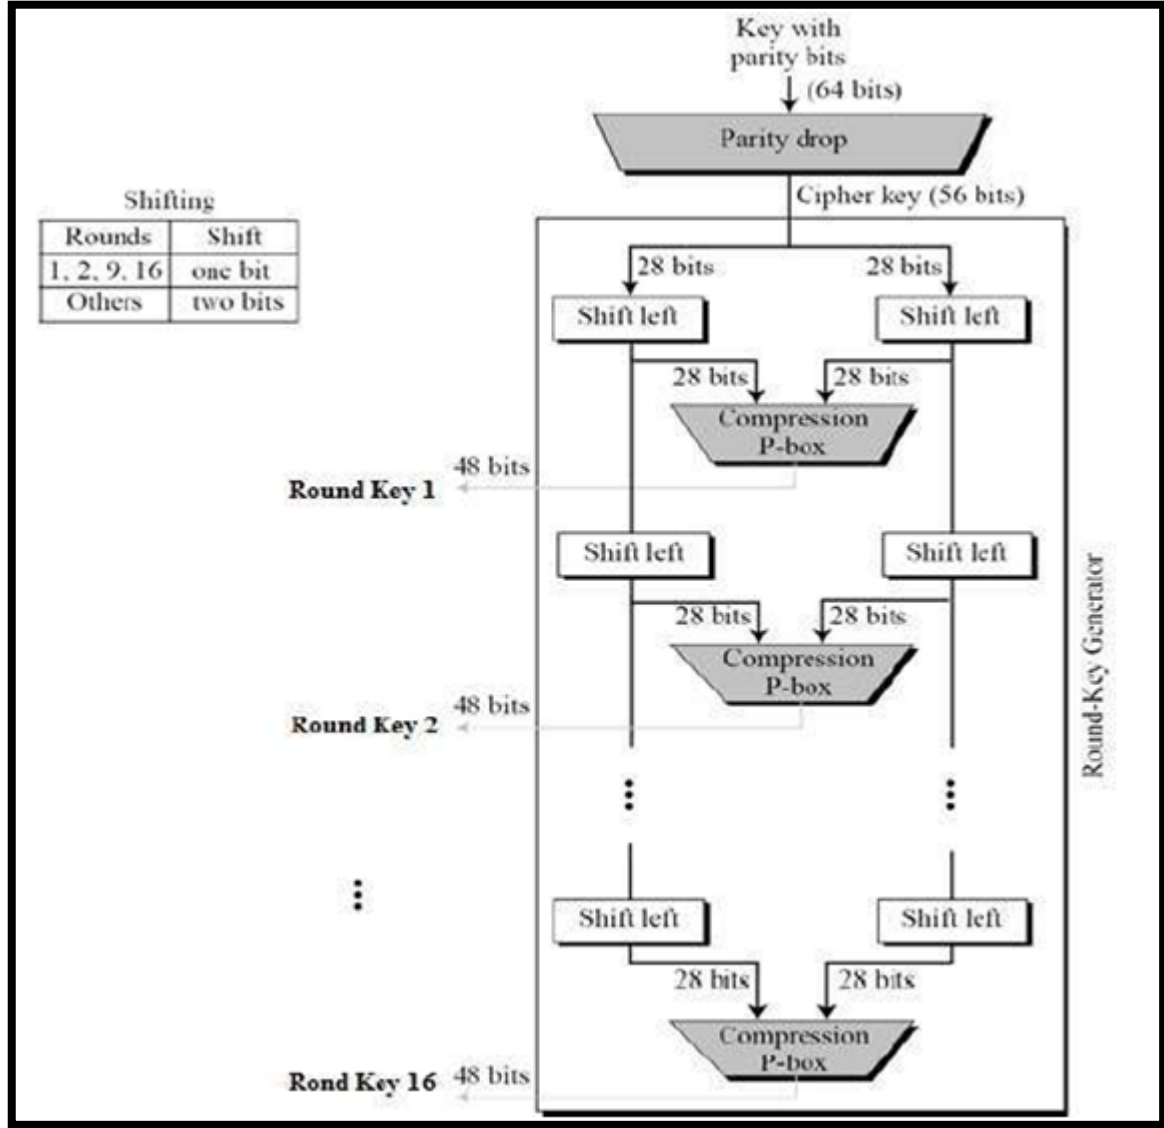 Key with
parity bits
(64 bits)
Parity drop
Cipher key (56 bits)
Shifting
Rounds Shift
1, 2, 9, 16 one bit
Others two bits
28 bits 28 bits
Shift left Shift left
28 bits 28 bits
Compression
P-box
48 bits
Round Key 1
Shift left Shift left
28 bits 28 bits
Compression
P-box
48 bits
Round Key 2
Round-Key Generator
Shift left Shift left
28 bits 28 bits
Compression
P-box
Rond Key 16 48 bits